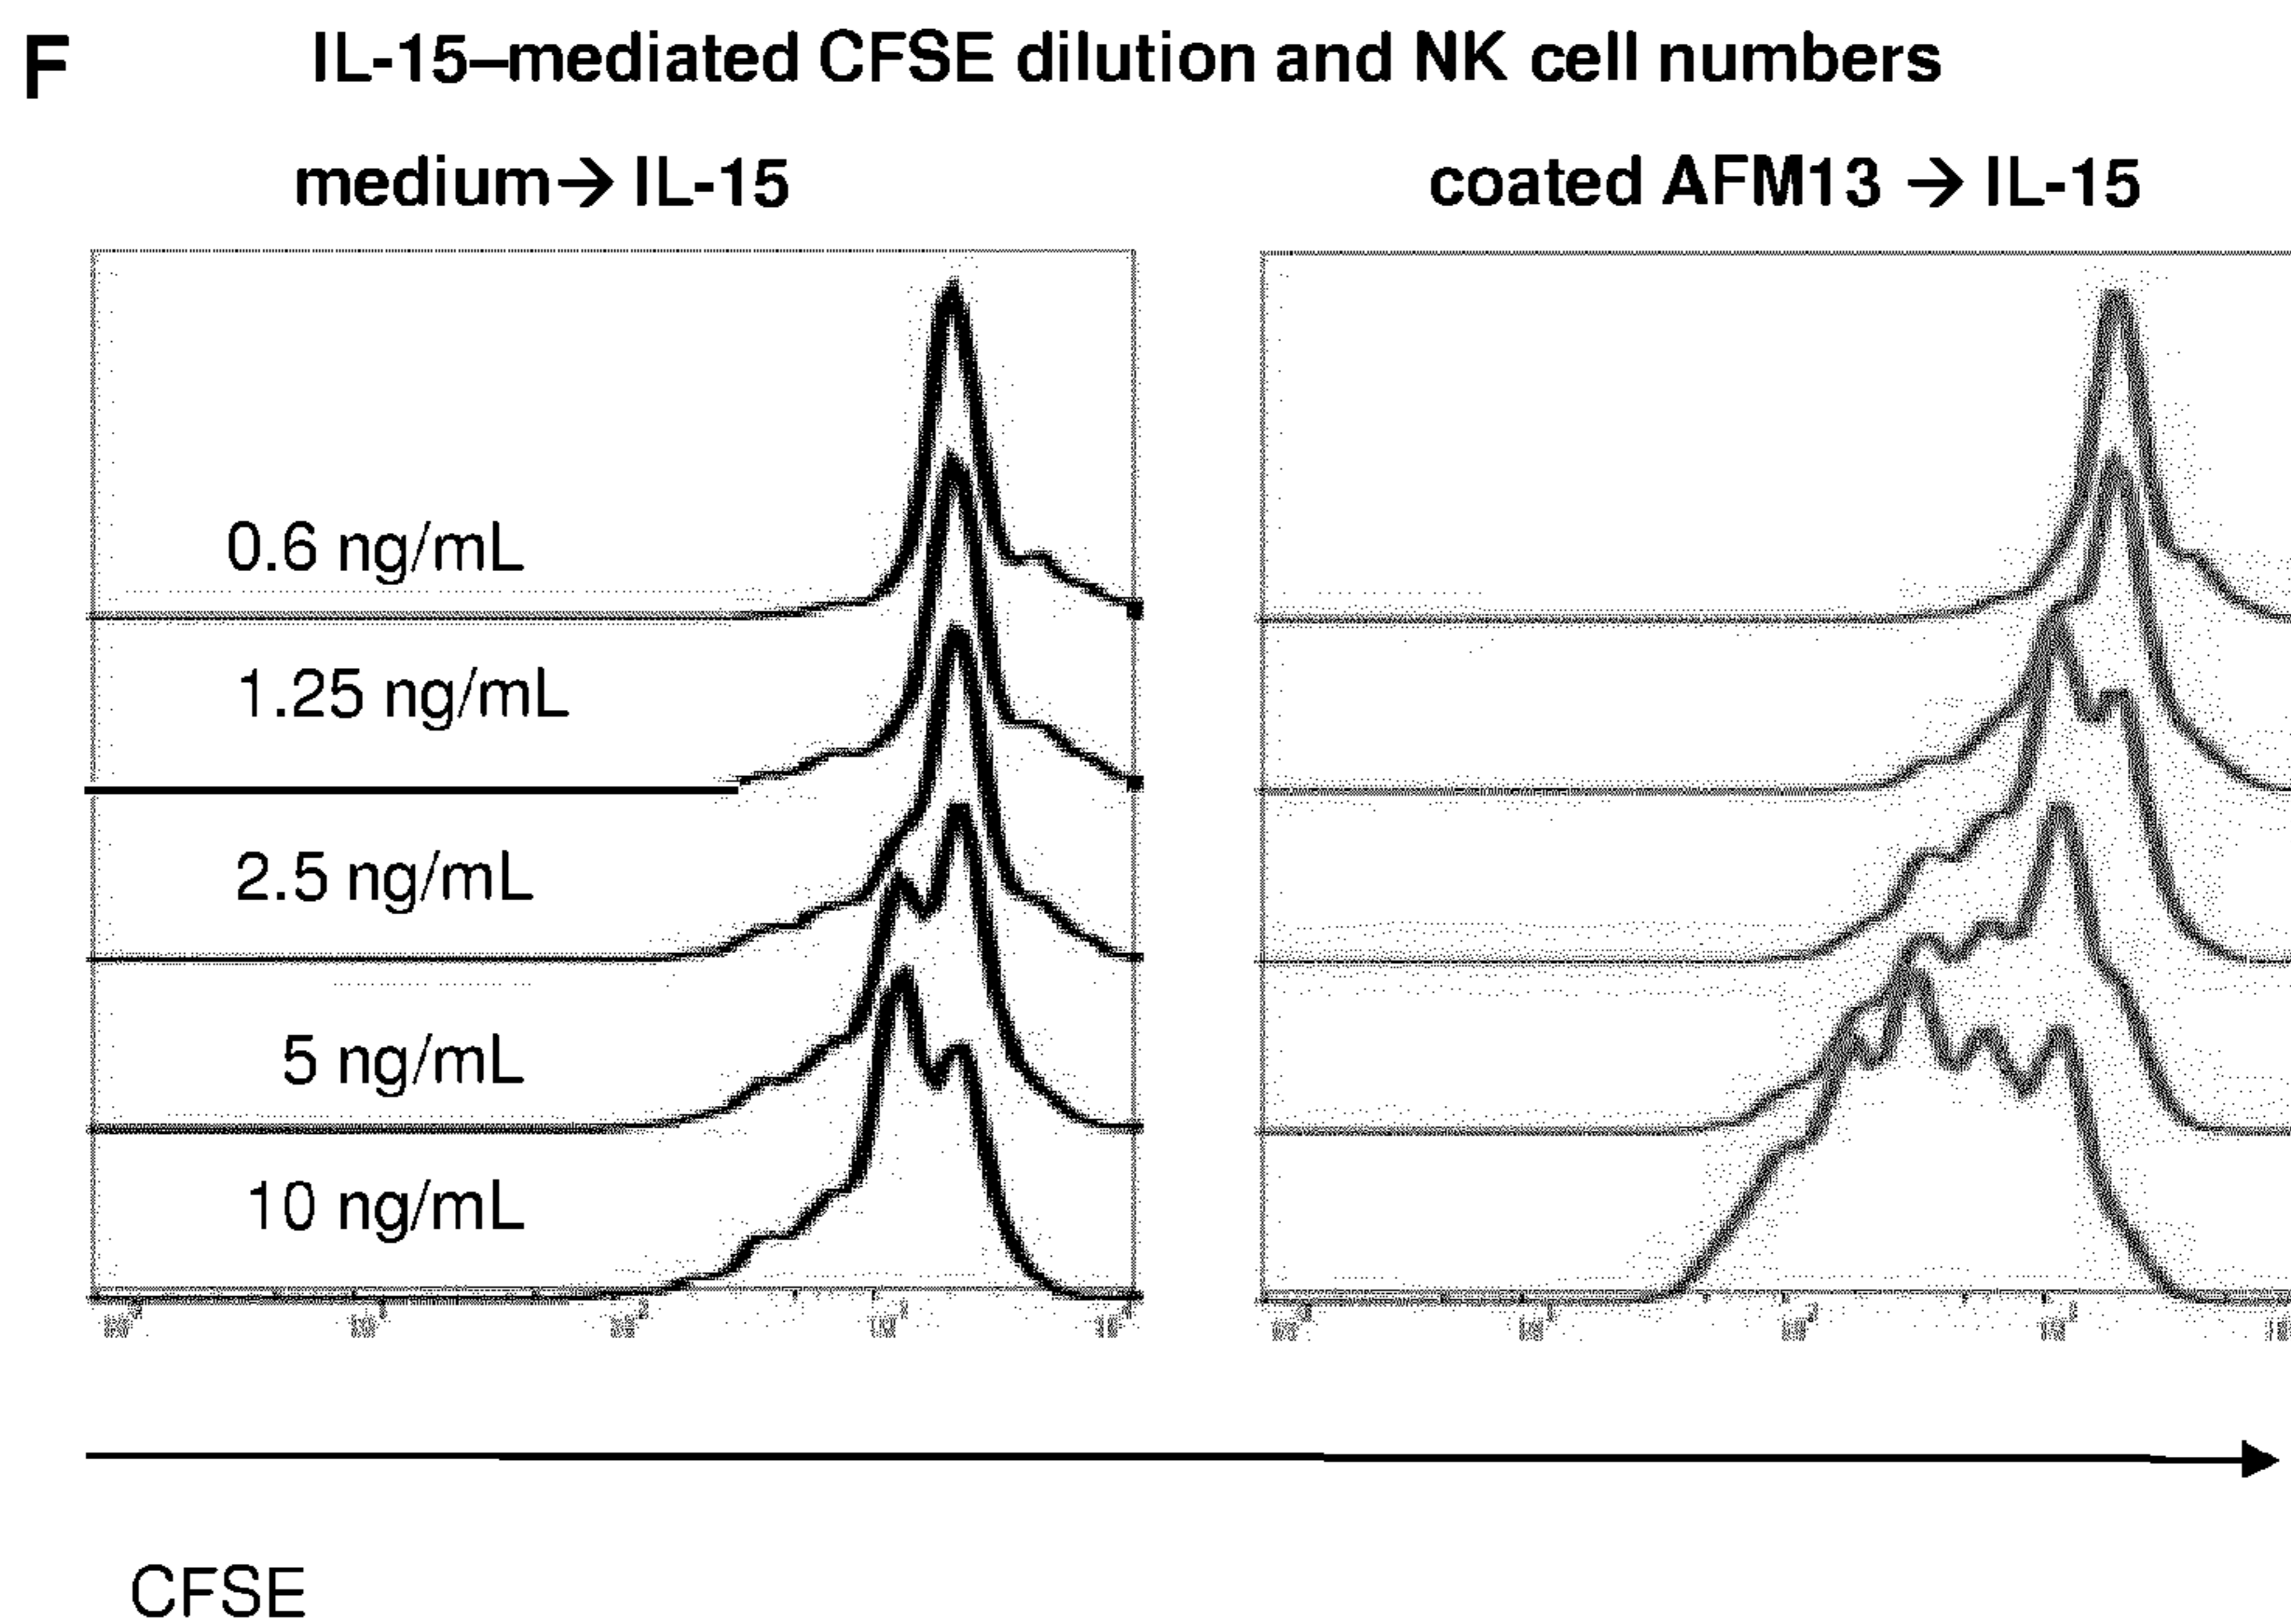 F
IL-15–mediated CFSE dilution and NK cell numbers
medium→ IL-15
coated AFM13 → IL-15
0.6 ng/mL
1.25 ng/mL
2.5 ng/mL
5 ng/mL
10 ng/mL
CFSE